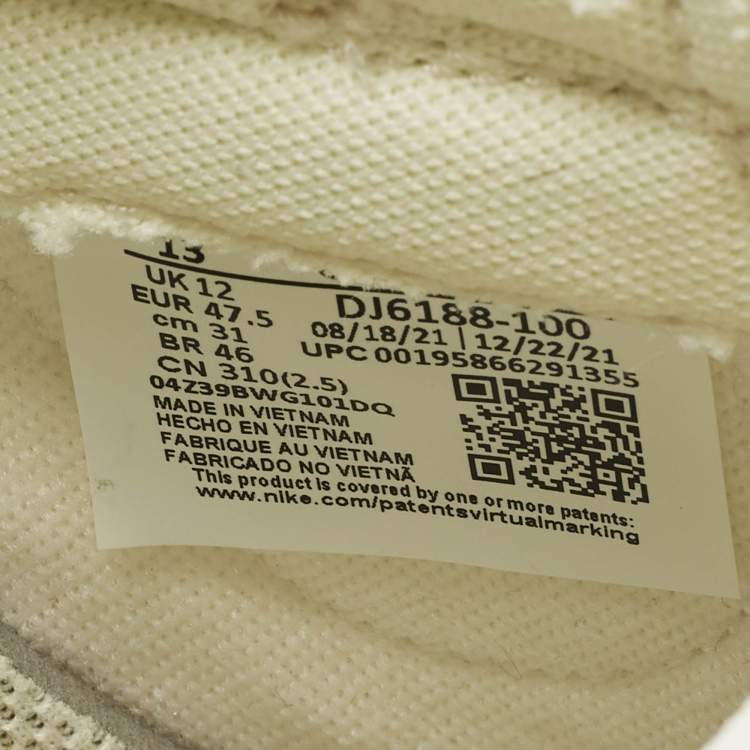 13
UK 12
EUR 47.5
cm 31
BR 46
CN 310(2.5)
04Z39BWG101DQ
DJ6188-100
08/18/21 | 12/22/21
UPC 00195866291355
MADE IN VIETNAM
HECHO EN VIETNAM
FABRIQUE AU VIETNAM
FABRICADO NO VIETNÃ
This product is covered by one or more patents:
www.nike.com/patentsvirtualmarking